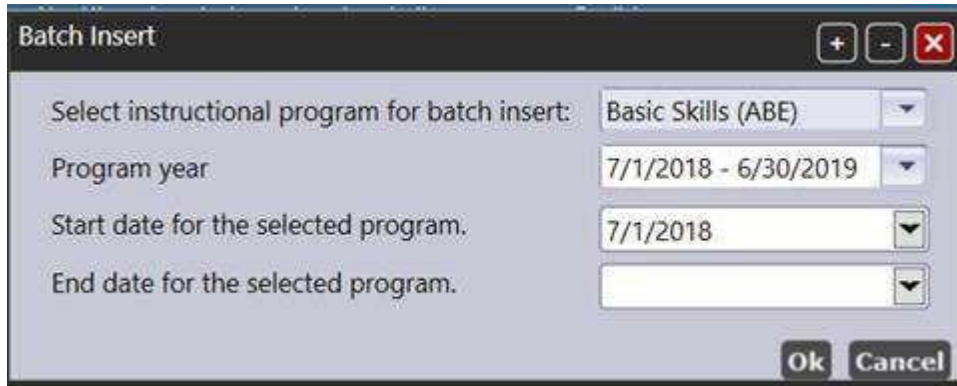 Batch Insert + -
Select instructional program for batch insert: Basic Skills (ABE)
Program year 7/1/2018 - 6/30/2019
Start date for the selected program. 7/1/2018
End date for the selected program.
Ok Cancel